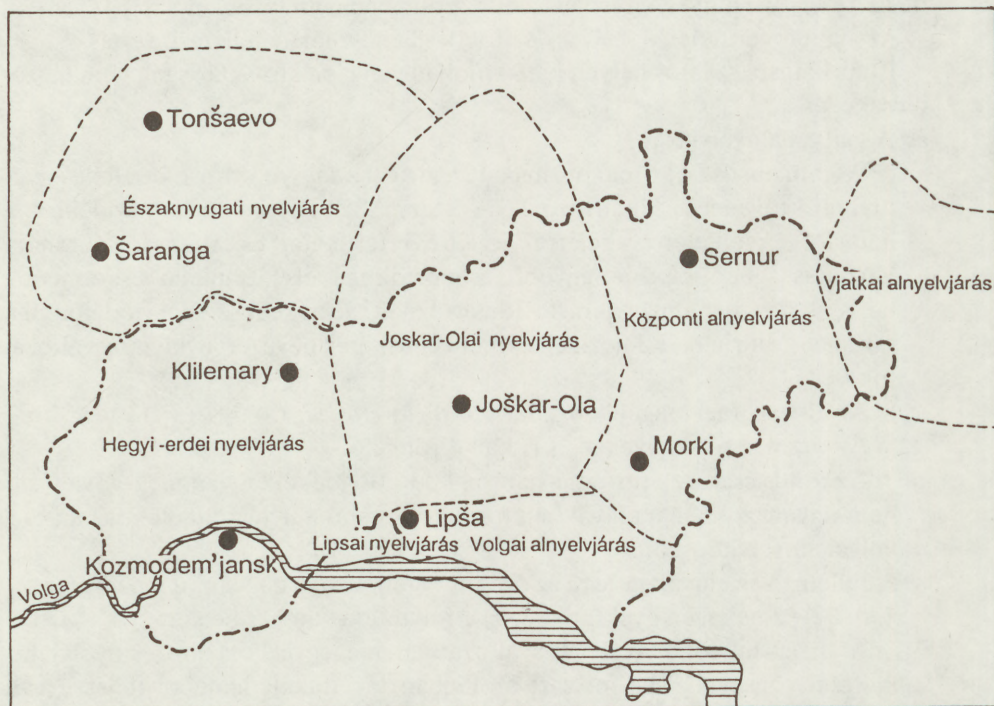 Tonšaevo
Északnyugati nyelvjárás
Šaranga
Sernur
Vjatkai alnyelvjárás
Központi alnyelvjárás
Joskar-Olai nyelvjárás
Klilemary
Joškar-Ola
Hegyi-erdei nyelvjárás
Morki
Lipša
Lipsai nyelvjárás Volgai alnyelvjárás
Kozmodem'jansk
Volga